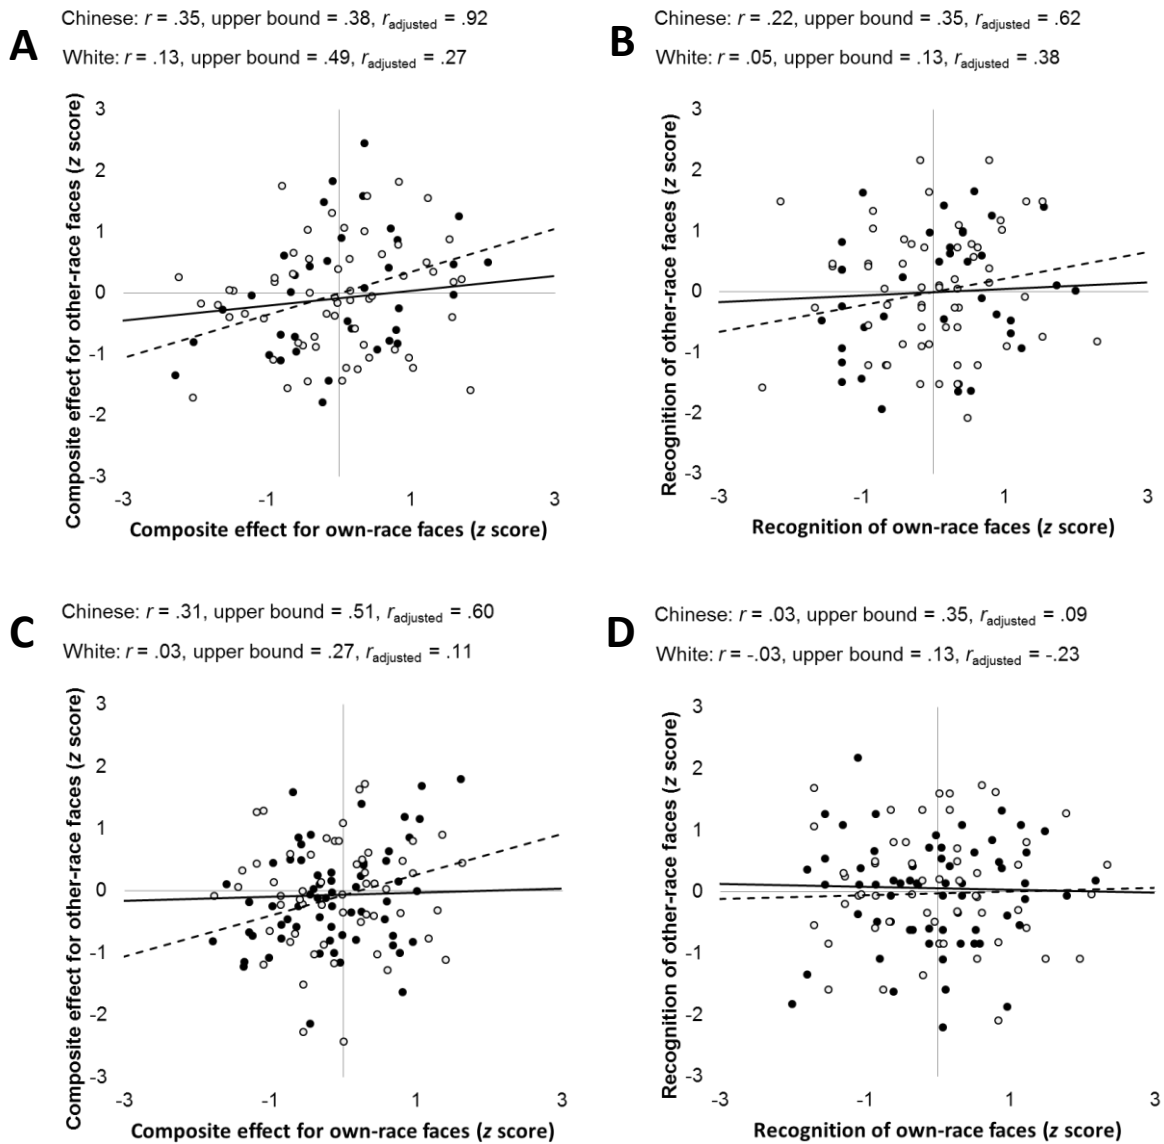 A
Chinese: r = .35, upper bound = .38, radjusted = .92
White: r = .13, upper bound = .49, radjusted = .27
Composite effect for other-race faces (z score)
3
2
1
0
-1
-2
-3
-3 -1 1 3
Composite effect for own-race faces (z score)
B
Chinese: r = .22, upper bound = .35, radjusted = .62
White: r = .05, upper bound = .13, radjusted = .38
Recognition of other-race faces (z score)
3
2
1
0
-1
-2
-3
-3 -1 1 3
Recognition of own-race faces (z score)
C
Chinese: r = .31, upper bound = .51, radjusted = .60
White: r = .03, upper bound = .27, radjusted = .11
Composite effect for other-race faces (z score)
3
2
1
0
-1
-2
-3
-3 -1 1 3
Composite effect for own-race faces (z score)
D
Chinese: r = .03, upper bound = .35, radjusted = .09
White: r = -.03, upper bound = .13, radjusted = -.23
Recognition of other-race faces (z score)
3
2
1
0
-1
-2
-3
-3 -1 1 3
Recognition of own-race faces (z score)